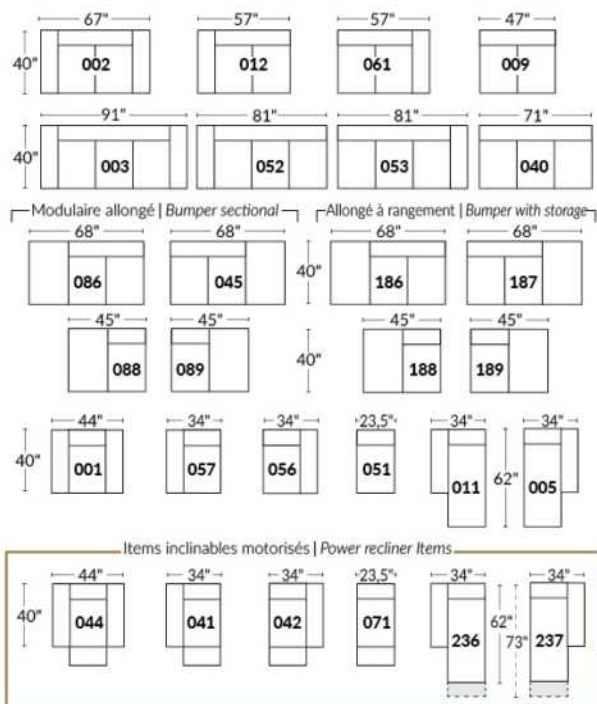 67" 57" 57" 47"
40" 002 012 061 009
91" 81" 81" 71"
40" 003 052 053 040
Modulaire allongé | Bumper sectional Allongé à rangement | Bumper with storage
68" 68" 68" 68"
086 045 40" 186 187
45" 45" 45" 45"
088 089 40" 188 189
44" 34" 34" 23,5" 34" 34"
40" 001 057 056 051 011 62" 005
Items inclinables motorisés | Power recliner Items
44" 34" 34" 23,5" 34" 34"
40" 044 041 042 071 236 62" 73" 237